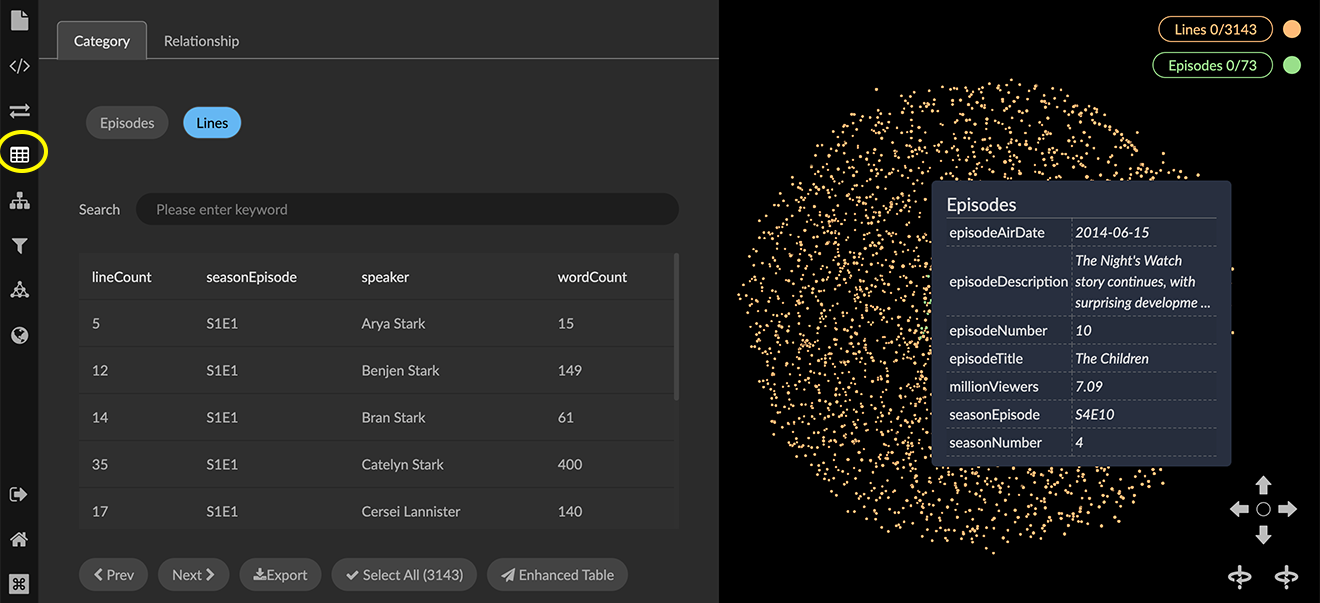 Category Relationship
Episodes Lines
Search Please enter keyword
lineCount seasonEpisode speaker wordCount
5 S1E1 Arya Stark 15
12 S1E1 Benjen Stark 149
14 S1E1 Bran Stark 61
35 S1E1 Catelyn Stark 400
17 S1E1 Cersei Lannister 140
Prev Next Export Select All (3143) Enhanced Table
Lines 0/3143
Episodes 0/73
Episodes
episodeAirDate 2014-06-15
episodeDescription The Night's Watch
story continues, with
surprising developme ...
episodeNumber 10
episodeTitle The Children
millionViewers 7.09
seasonEpisode S4E10
seasonNumber 4